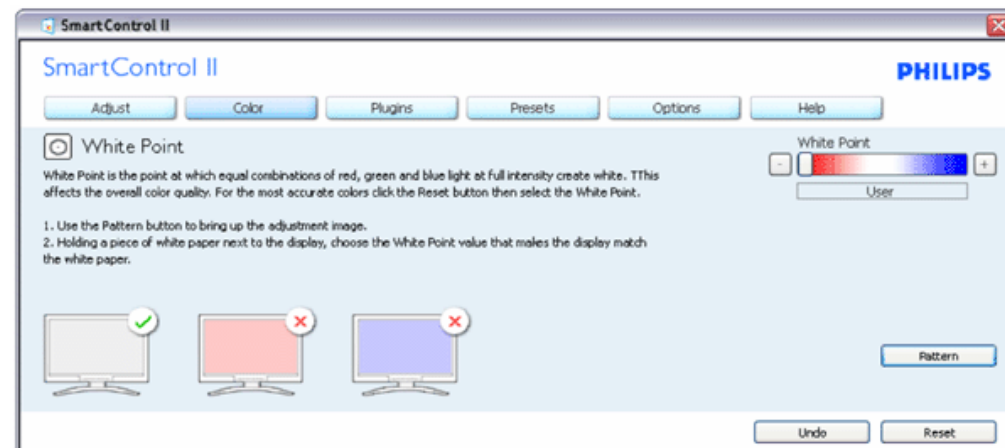 SmartControl II
SmartControl II
PHILIPS
Adjust
Color
Plugins
Presets
Options
Help
White Point
White Point is the point at which equal combinations of red, green and blue light at full intensity create white. TThis
affects the overall color quality. For the most accurate colors click the Reset button then select the White Point.
1. Use the Pattern button to bring up the adjustment image.
2. Holding a piece of white paper next to the display, choose the White Point value that makes the display match
the white paper.
White Point
-
+
User
Pattern
Undo
Reset